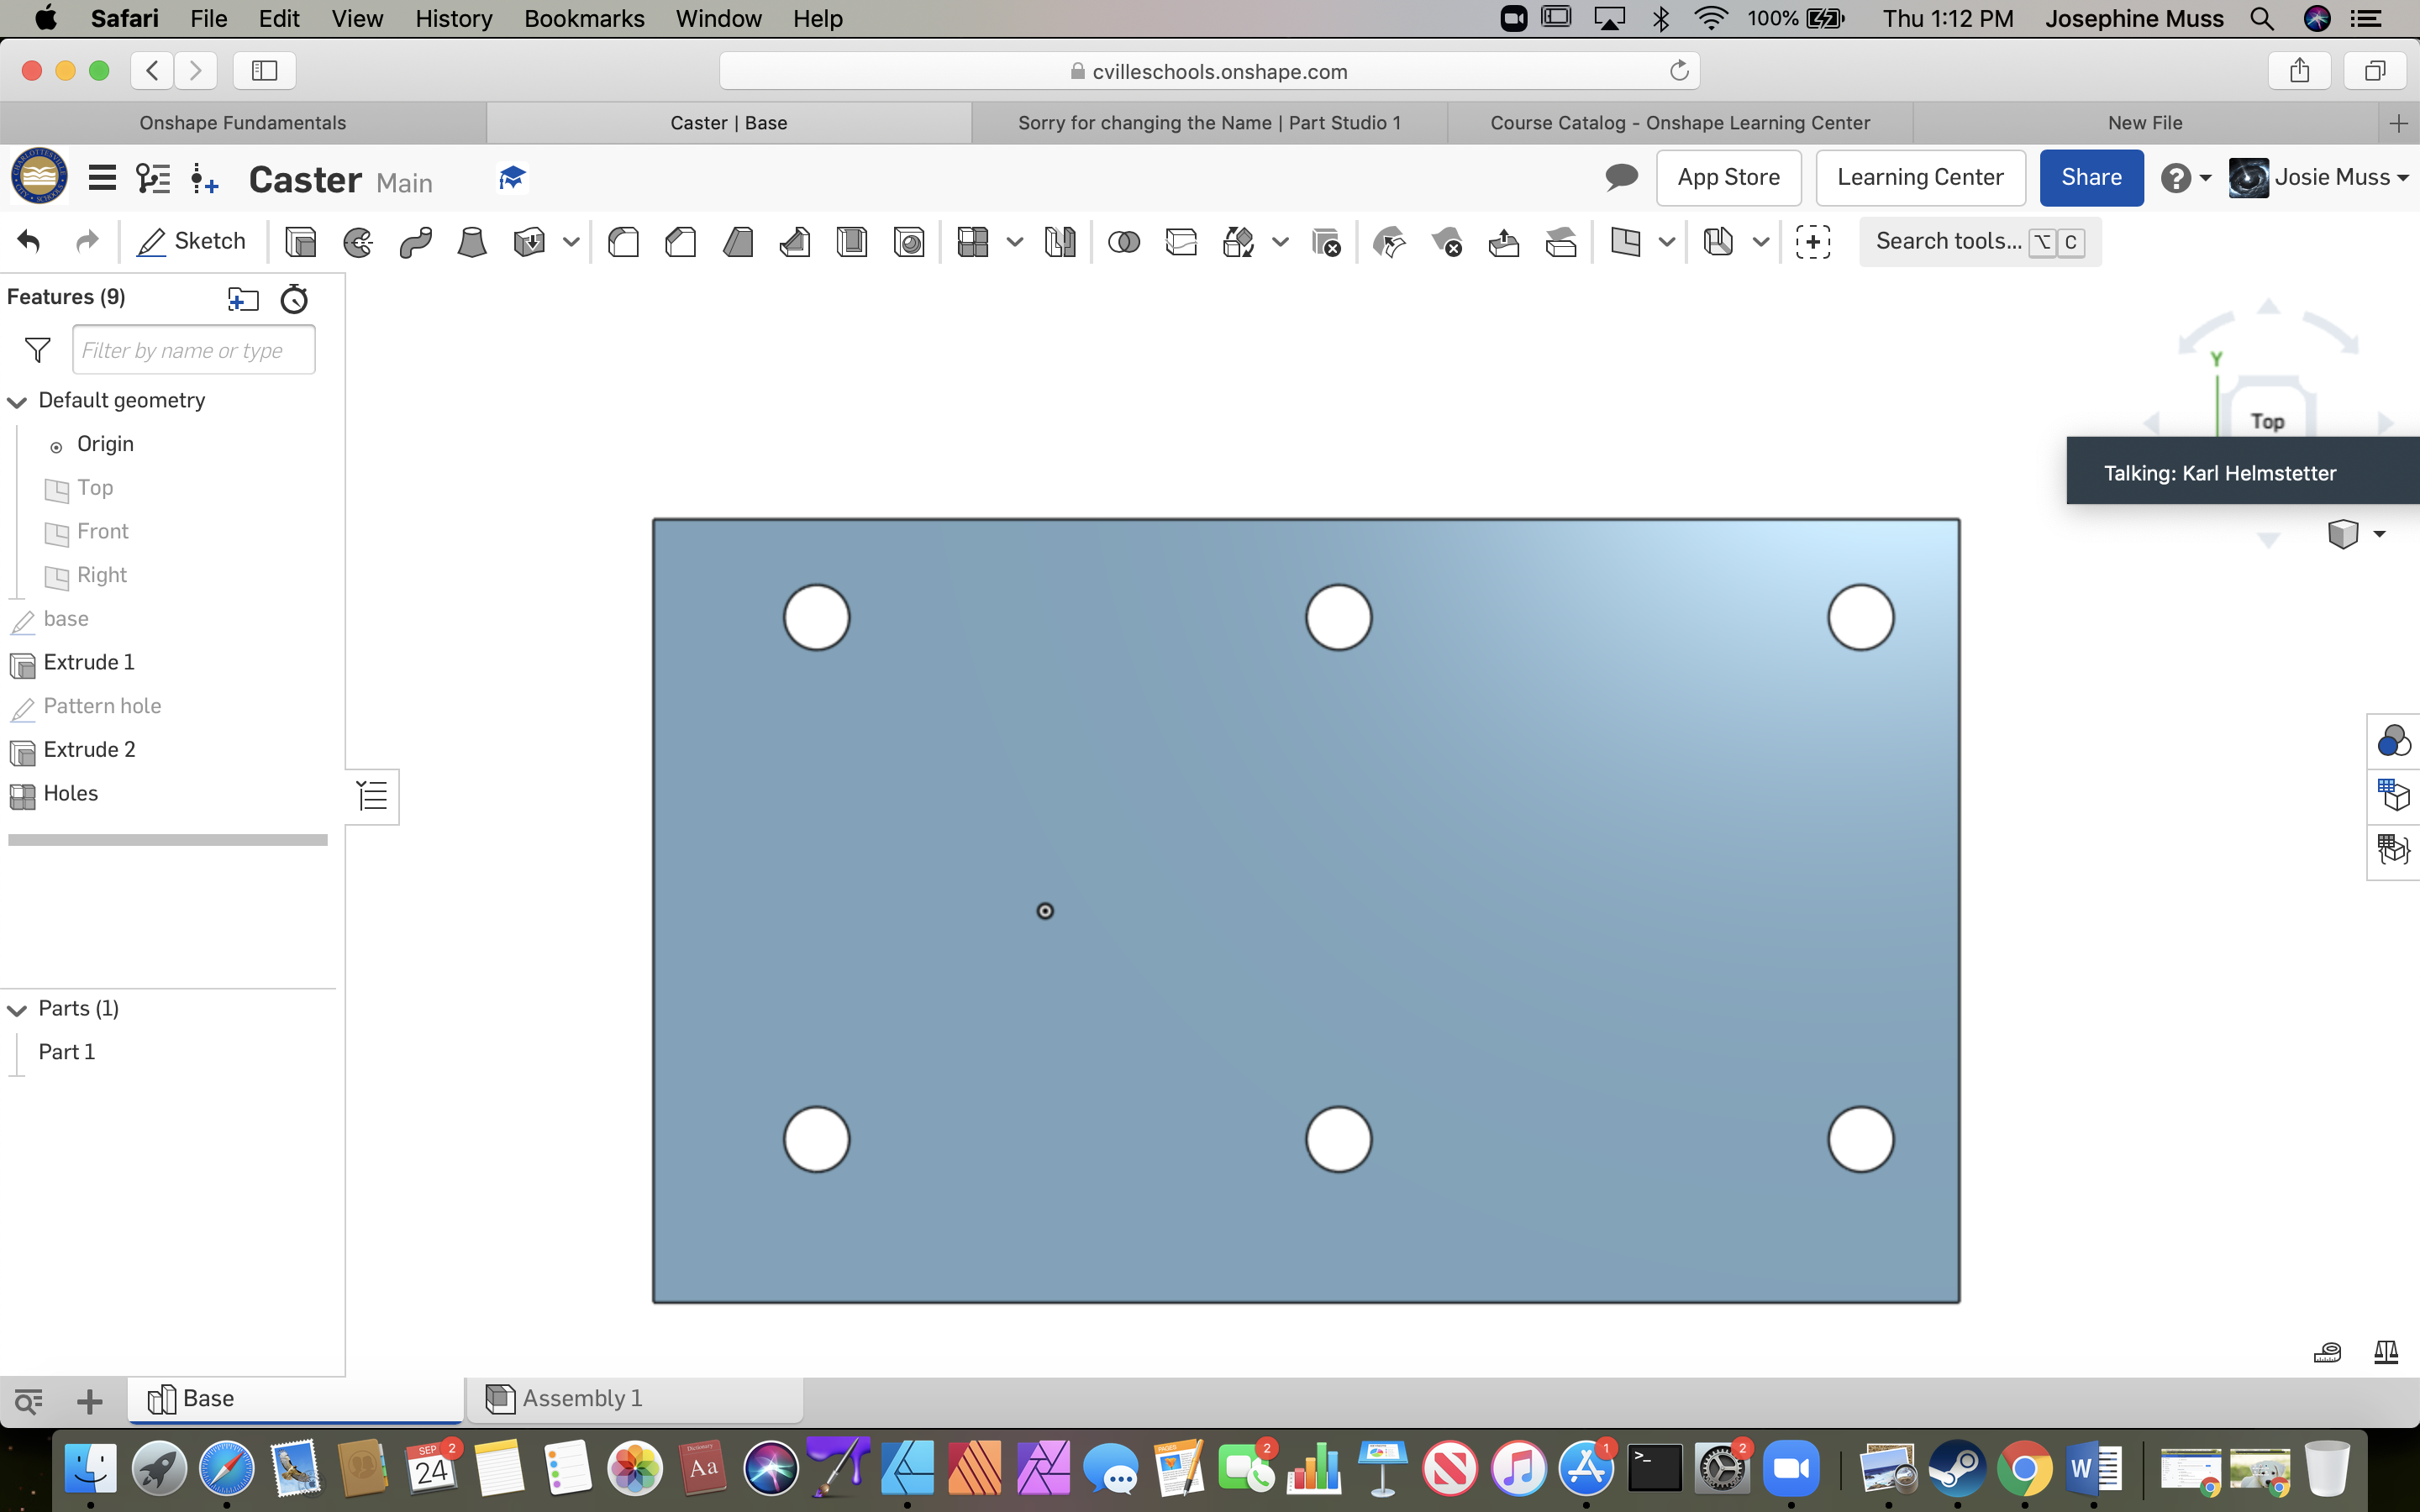 Safari File Edit View History Bookmarks Window Help 100% Thu 1:12 PM Josephine Muss
cvilleschools.onshape.com
Onshape Fundamentals Caster | Base Sorry for changing the Name | Part Studio 1 Course Catalog - Onshape Learning Center New File
Caster Main App Store Learning Center Share Josie Muss
Sketch Search tools... ⌥ C
Features (9)
Filter by name or type
Default geometry
Origin
Top
Front
Right
base
Extrude 1
Pattern hole
Extrude 2
Holes
Parts (1)
Part 1
Y
Top
Talking: Karl Helmstetter
Base Assembly 1
SEP 24
2
Dictionary
Aa
PAGES
2
1
>_
2
W